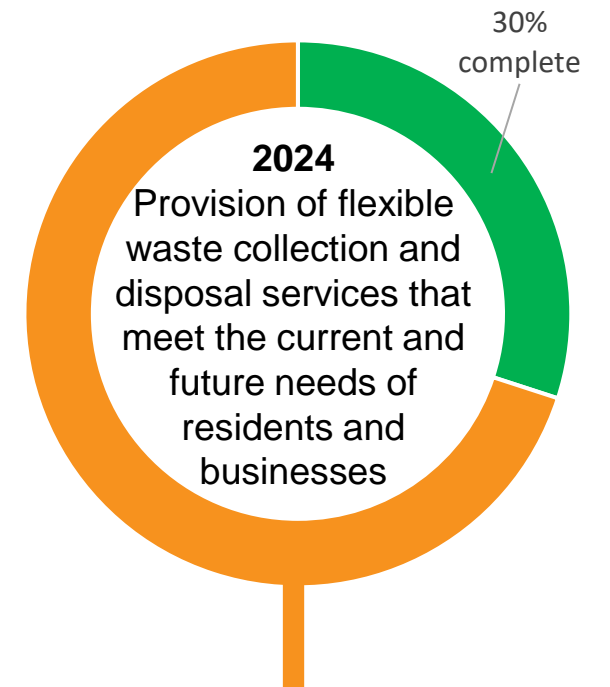 30%
complete
2024
Provision of flexible
waste collection and
disposal services that
meet the current and
future needs of
residents and
businesses